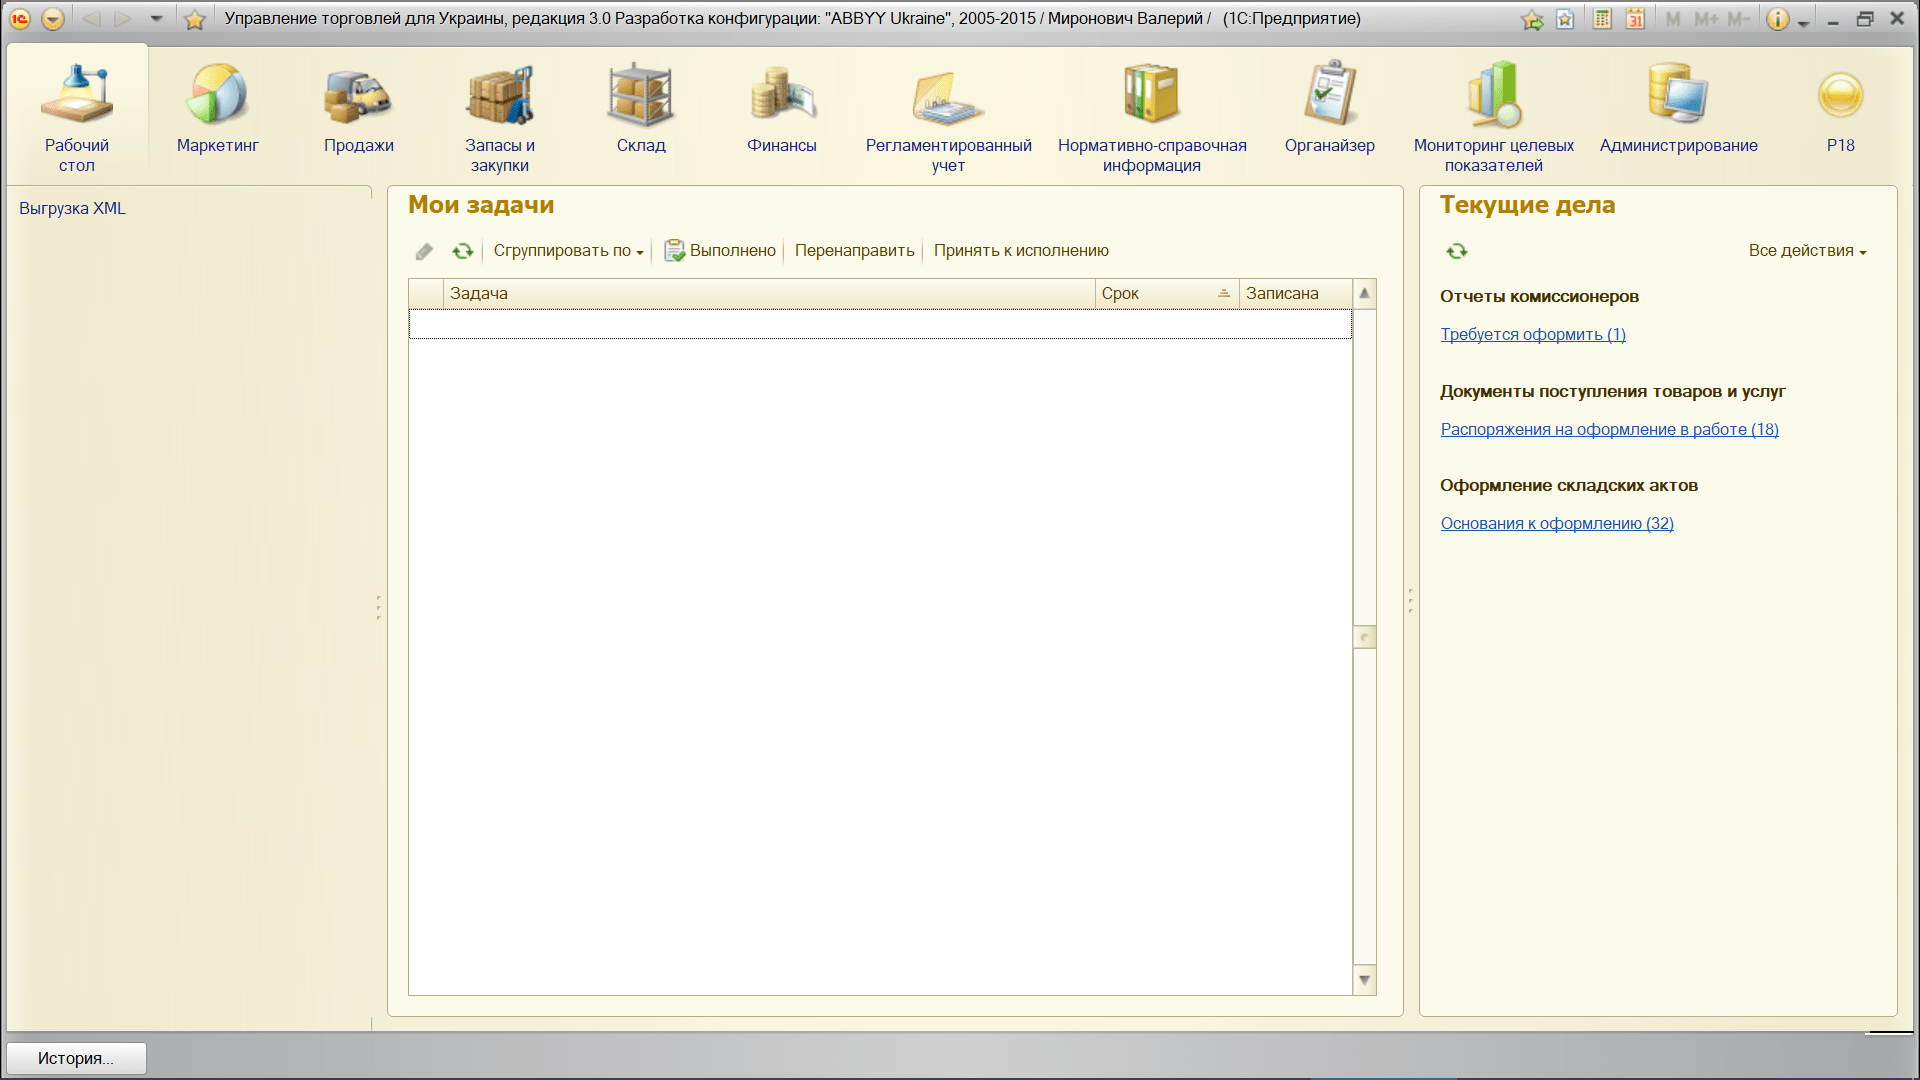 Управление торговлей для Украины, редакция 3.0 Разработка конфигурации: "ABBYY Ukraine", 2005-2015 / Миронович Валерий / (1С:Предприятие)
31 M M+ M-
Рабочий стол
Маркетинг
Продажи
Запасы и закупки
Склад
Финансы
Регламентированный учет
Нормативно-справочная информация
Органайзер
Мониторинг целевых показателей
Администрирование
P18
Выгрузка XML
Мои задачи
Сгруппировать по
Выполнено
Перенаправить
Принять к исполнению
Задача
Срок
Записана
Текущие дела
Все действия
Отчеты комиссионеров
Требуется оформить (1)
Документы поступления товаров и услуг
Распоряжения на оформление в работе (18)
Оформление складских актов
Основания к оформлению (32)
История...